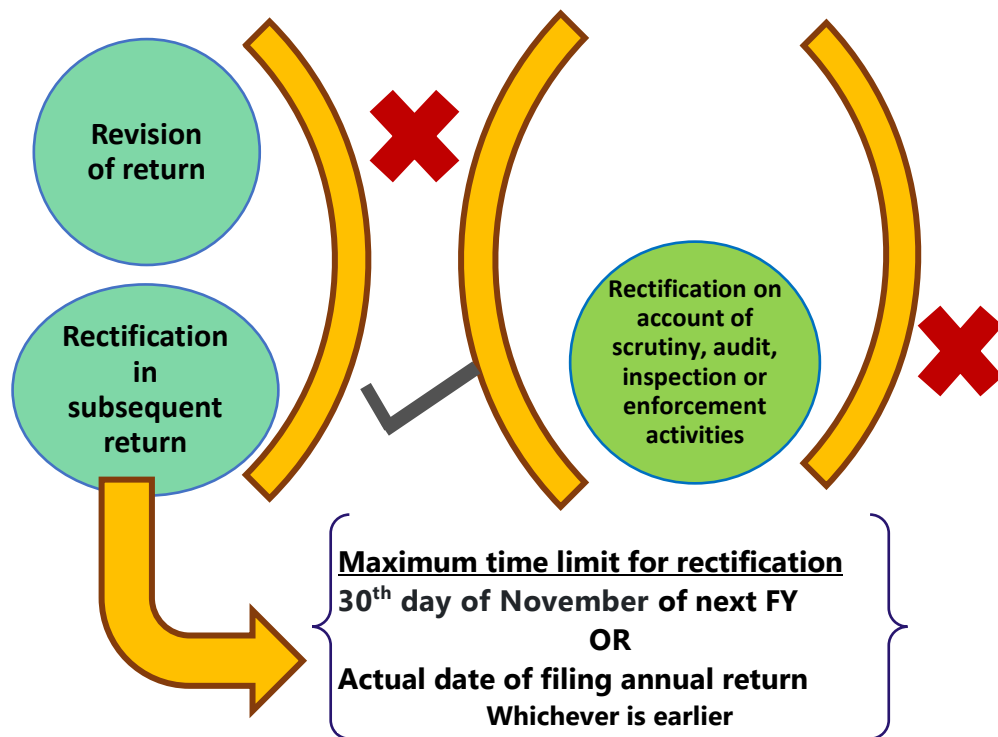 Revision
of return
Rectification
in
subsequent
return
Rectification on
account of
scrutiny, audit,
inspection or
enforcement
activities
Maximum time limit for rectification
30th day of November of next FY
OR
Actual date of filing annual return
Whichever is earlier